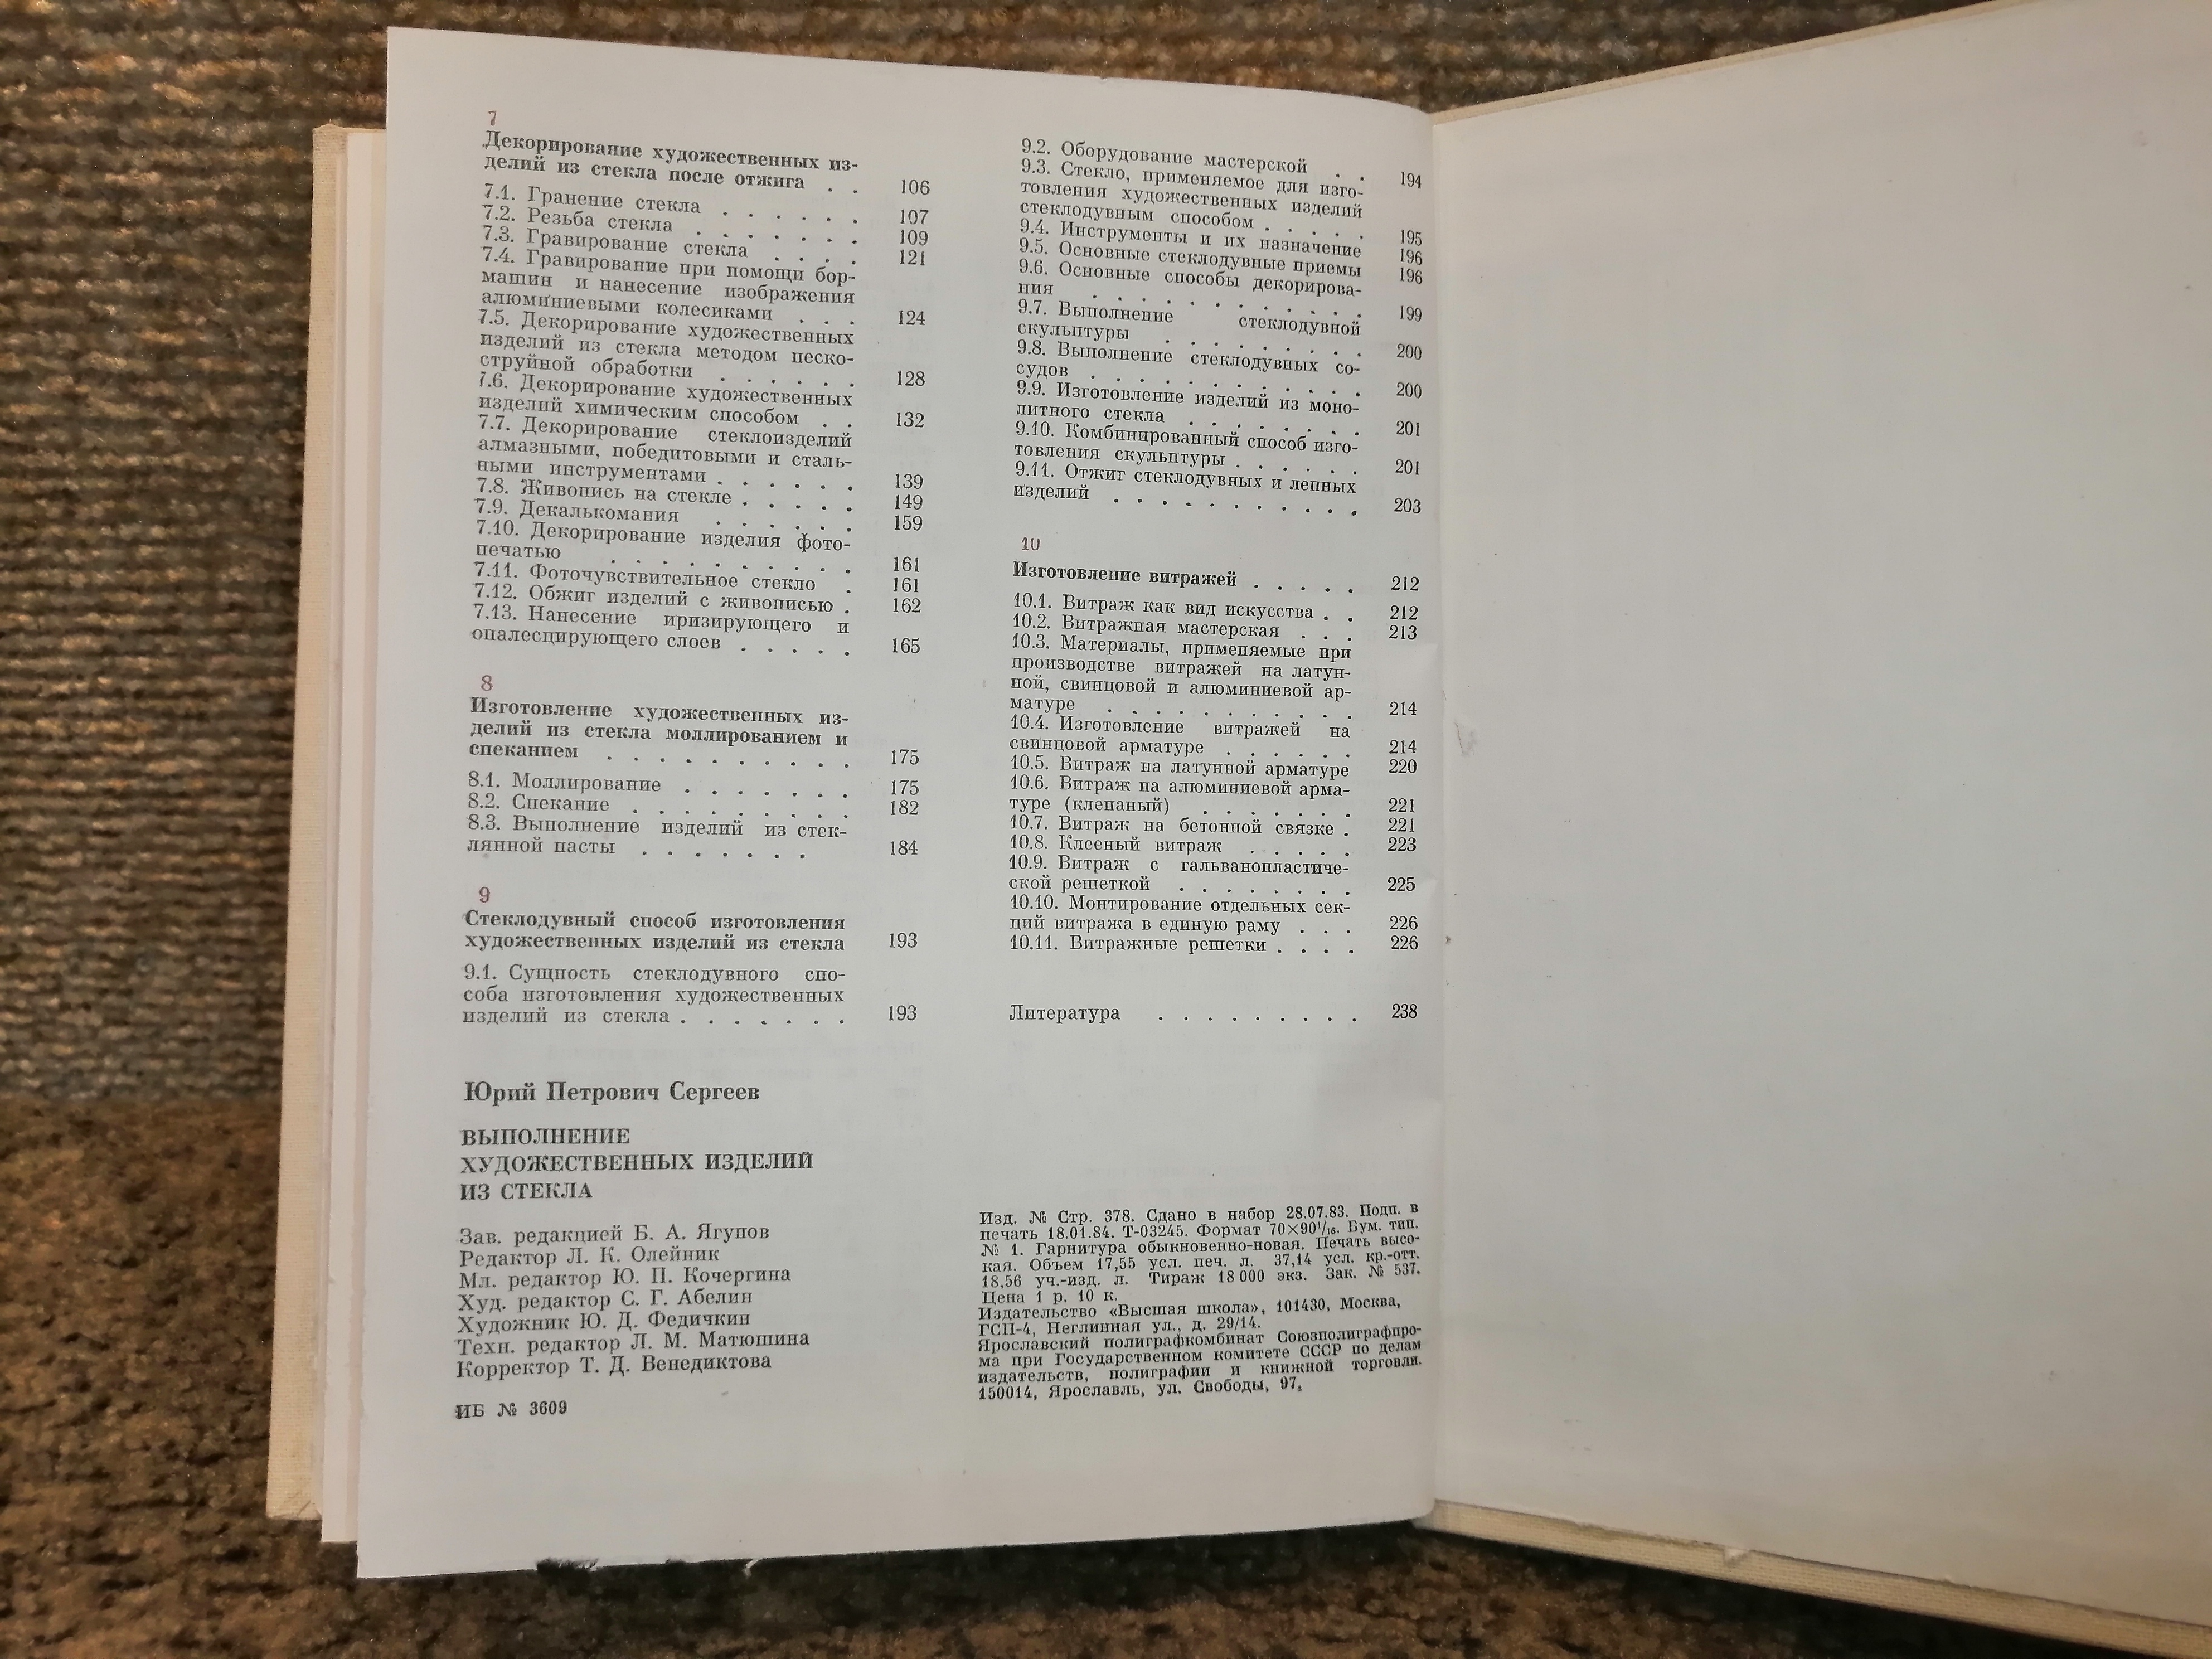 7
Декорирование художественных из-
делий из стекла после отжига . . 106
7.1. Гранение стекла . . . . . . 107
7.2. Резьба стекла . . . . . . . 109
7.3. Гравирование стекла . . . . 121
7.4. Гравирование при помощи бор-
машин и нанесение изображения
алюминиевыми колесиками . . . 124
7.5. Декорирование художественных
изделий из стекла методом песко-
струйной обработки . . . . . . 128
7.6. Декорирование художественных
изделий химическим способом . . 132
7.7. Декорирование стеклоизделий
алмазными, победитовыми и сталь-
ными инструментами . . . . . . 139
7.8. Живопись на стекле . . . . . 149
7.9. Декалькомания . . . . . . 159
7.10. Декорирование изделия фото-
печатью . . . . . . . . . . 161
7.11. Фоточувствительное стекло . 161
7.12. Обжиг изделий с живописью . 162
7.13. Нанесение иризирующего и
опалесцирующего слоев . . . . . 165
8
Изготовление художественных из-
делий из стекла моллированием и
спеканием . . . . . . . . . . 175
8.1. Моллирование . . . . . . . 175
8.2. Спекание . . . . . . . . . 182
8.3. Выполнение изделий из стек-
лянной пасты . . . . . . . 184
9
Стеклодувный способ изготовления
художественных изделий из стекла 193
9.1. Сущность стеклодувного спо-
соба изготовления художественных
изделий из стекла . . . . . . . 193
9.2. Оборудование мастерской . . 194
9.3. Стекло, применяемое для изго-
товления художественных изделий
стеклодувным способом . . . . . 195
9.4. Инструменты и их назначение 196
9.5. Основные стеклодувные приемы 196
9.6. Основные способы декорирова-
ния . . . . . . . . . . . 199
9.7. Выполнение стеклодувной
скульптуры . . . . . . . . 200
9.8. Выполнение стеклодувных со-
судов . . . . . . . . . . . 200
9.9. Изготовление изделий из моно-
литного стекла . . . . . . . 201
9.10. Комбинированный способ изго-
товления скульптуры . . . . . . 201
9.11. Отжиг стеклодувных и лепных
изделий . . . . . . . . . . 203
10
Изготовление витражей . . . . . 212
10.1. Витраж как вид искусства . . 212
10.2. Витражная мастерская . . . 213
10.3. Материалы, применяемые при
производстве витражей на латун-
ной, свинцовой и алюминиевой ар-
матуре . . . . . . . . . . 214
10.4. Изготовление витражей на
свинцовой арматуре . . . . . . 214
10.5. Витраж на латунной арматуре 220
10.6. Витраж на алюминиевой арма-
туре (клепаный) . . . . . . . 221
10.7. Витраж на бетонной связке . 221
10.8. Клееный витраж . . . . . 223
10.9. Витраж с гальванопластиче-
ской решеткой . . . . . . . . 225
10.10. Монтирование отдельных сек-
ций витража в единую раму . . . 226
10.11. Витражные решетки . . . . 226
Литература . . . . . . . . . 238
Юрий Петрович Сергеев
ВЫПОЛНЕНИЕ
ХУДОЖЕСТВЕННЫХ ИЗДЕЛИЙ
ИЗ СТЕКЛА
Зав. редакцией Б. А. Ягупов
Редактор Л. К. Олейник
Мл. редактор Ю. П. Кочергина
Худ. редактор С. Г. Абелин
Художник Ю. Д. Федичкин
Техн. редактор Л. М. Матюшина
Корректор Т. Д. Венедиктова
ИБ № 3609
Изд. № Стр. 378. Сдано в набор 28.07.83. Подп. в
печать 18.01.84. Т-03245. Формат 70×90¹/₁₆. Бум. тип.
№ 1. Гарнитура обыкновенно-новая. Печать высо-
кая. Объем 17,55 усл. печ. л. 37,14 усл. кр.-отт.
18,56 уч.-изд. л. Тираж 18 000 экз. Зак. № 537.
Цена 1 р. 10 к.
Издательство «Высшая школа», 101430, Москва,
ГСП-4, Неглинная ул., д. 29/14.
Ярославский полиграфкомбинат Союзполиграфпро-
ма при Государственном комитете СССР по делам
издательств, полиграфии и книжной торговли.
150014, Ярославль, ул. Свободы, 97.